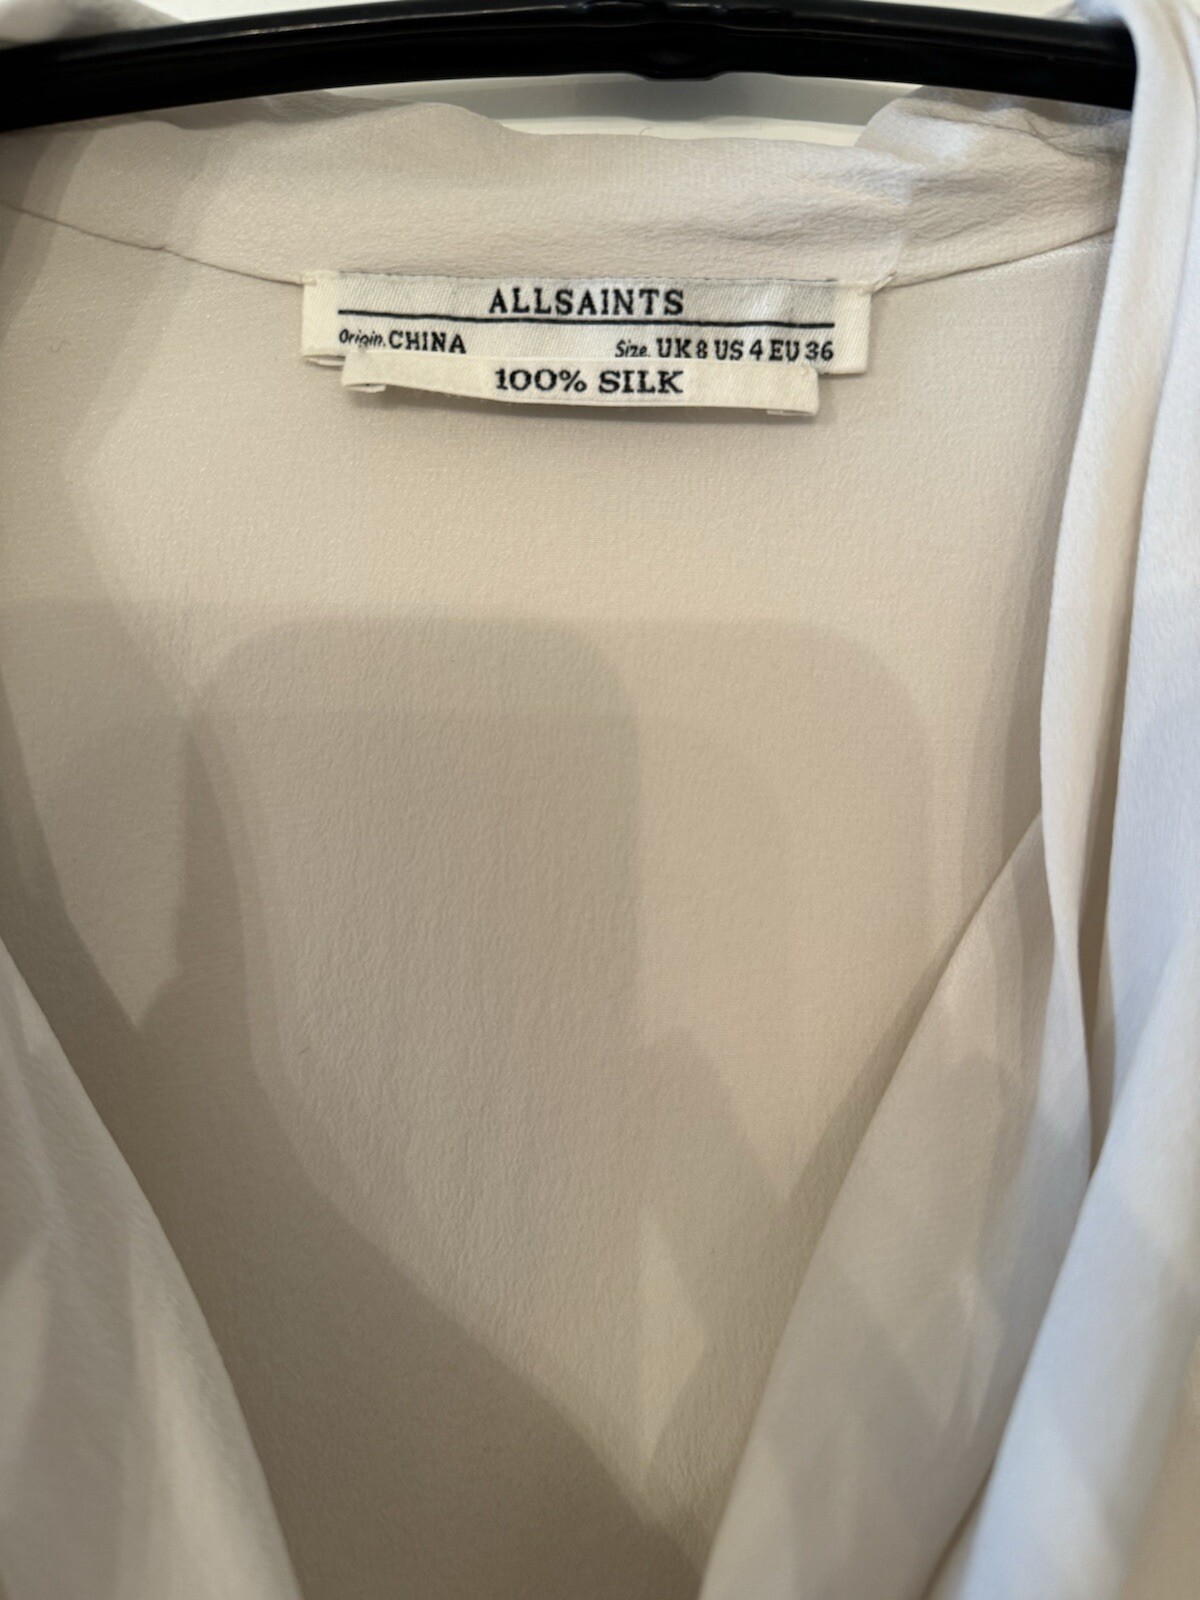 ALLSAINTS
Origin. CHINA Size. UK 8 US 4 EU 36
100% SILK